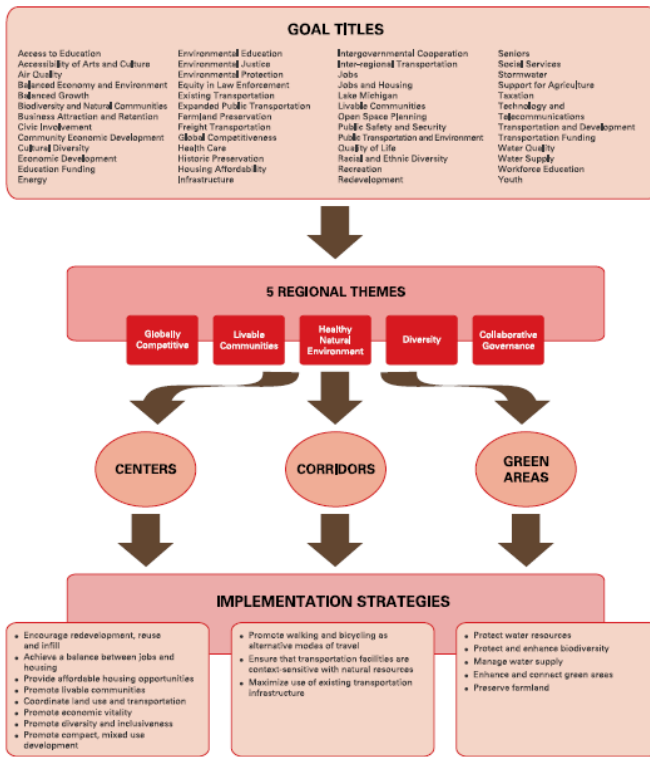 GOAL TITLES
Access to Education
Accessibility of Arts and Culture
Air Quality
Balanced Economy and Environment
Balanced Growth
Biodiversity and Natural Communities
Business Attraction and Retention
Civic Involvement
Community Economic Development
Cultural Diversity
Economic Development
Education Funding
Energy
Environmental Education
Environmental Justice
Environmental Protection
Equity in Law Enforcement
Existing Transportation
Expanded Public Transportation
Farmland Preservation
Freight Transportation
Global Competitiveness
Health Care
Historic Preservation
Housing Affordability
Infrastructure
Intergovernmental Cooperation
Inter-regional Transportation
Jobs
Jobs and Housing
Lake Michigan
Livable Communities
Open Space Planning
Public Safety and Security
Public Transportation and Environment
Quality of Life
Racial and Ethnic Diversity
Recreation
Redevelopment
Seniors
Social Services
Stormwater
Support for Agriculture
Taxation
Technology and
Telecommunications
Transportation and Development
Transportation Funding
Water Quality
Water Supply
Workforce Education
Youth
5 REGIONAL THEMES
Globally
Competitive
Livable
Communities
Healthy
Natural
Environment
Diversity
Collaborative
Governance
CENTERS
CORRIDORS
GREEN
AREAS
IMPLEMENTATION STRATEGIES
• Encourage redevelopment, reuse
and infill
• Achieve a balance between jobs and
housing
• Provide affordable housing opportunities
• Promote livable communities
• Coordinate land use and transportation
• Promote economic vitality
• Promote diversity and inclusiveness
• Promote compact, mixed use
development
• Promote walking and bicycling as
alternative modes of travel
• Ensure that transportation facilities are
context-sensitive with natural resources
• Maximize use of existing transportation
infrastructure
• Protect water resources
• Protect and enhance biodiversity
• Manage water supply
• Enhance and connect green areas
• Preserve farmland